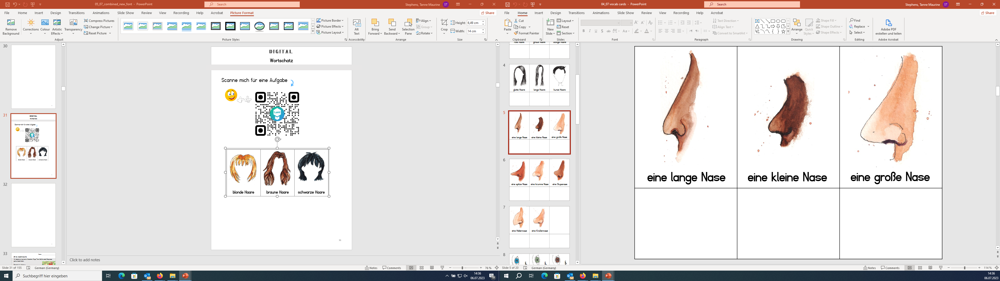 05_07_combined_new_font - PowerPoint
Search
Stephens, Tanne Maurine
ST
File Home Insert Design Transitions Animations Slide Show Review View Recording Help Acrobat Picture Format
Share
Remove Background
Corrections
Colour
Artistic Effects
Transparency
Compress Pictures
Change Picture
Reset Picture
Adjust
Picture Styles
Picture Border
Picture Effects
Picture Layout
Alt Text
Accessibility
Bring Forward
Send Backward
Selection Pane
Align
Group
Rotate
Arrange
Crop
Height: 6,49 cm
Width: 14 cm
Size
30
31
32
33
DIGITAL
Wortschatz
Scanne mich für eine Aufgabe
Lumi
blonde Haare
braune Haare
schwarze Haare
31
Click to add notes
Slide 31 of 155
German (Germany)
Notes
Comments
76 %
Suchbegriff hier eingeben
14:36
06.07.2023
19
04_07 vocab cards - PowerPoint
Search
Stephens, Tanne Maurine
ST
File Home Insert Design Transitions Animations Slide Show Review View Recording Help Acrobat
Share
Paste
Cut
Copy
Format Painter
Clipboard
New Slide
Layout
Reset
Section
Slides
Font
Text Direction
Align Text
Convert to SmartArt
Paragraph
Arrange
Quick Styles
Shape Fill
Shape Outline
Shape Effects
Drawing
Find
Replace
Select
Editing
Adobe PDF erstellen und teilen
Adobe Acrobat
4
glatte Haare
lange Haare
kurze Haare
5
eine lange Nase
eine kleine Nase
eine große Nase
6
eine spitze Nase
eine krumme Nase
eine Stupsnase
7
eine Hakennase
eine Knollennase
8
eine lange Nase
eine kleine Nase
eine große Nase
Slide 5 of 20
German (Germany)
Notes
Comments
114 %
14:36
06.07.2023